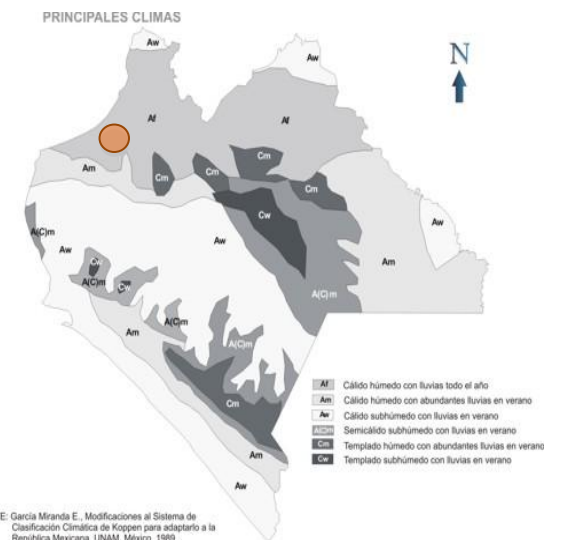 PRINCIPALES CLIMAS
Aw
Aw
N
Af
Af
Cm
Am
Cm
Cm
Cm
Cw
Aw
A(C)m
Aw
Aw
Cw
Am
A(C)m
Cw
A(C)m
A(C)m
Am
A(C)m
Cm
Am
Aw
Af Cálido húmedo con lluvias todo el año
Am Cálido húmedo con abundantes lluvias en verano
Aw Cálido subhúmedo con lluvias en verano
A(C)m Semicálido subhúmedo con lluvias en verano
Cm Templado húmedo con abundantes lluvias en verano
Cw Templado subhúmedo con lluvias en verano
E: García Miranda E., Modificaciones al Sistema de
Clasificación Climática de Koppen para adaptarlo a la
República Mexicana, UNAM, México, 1989